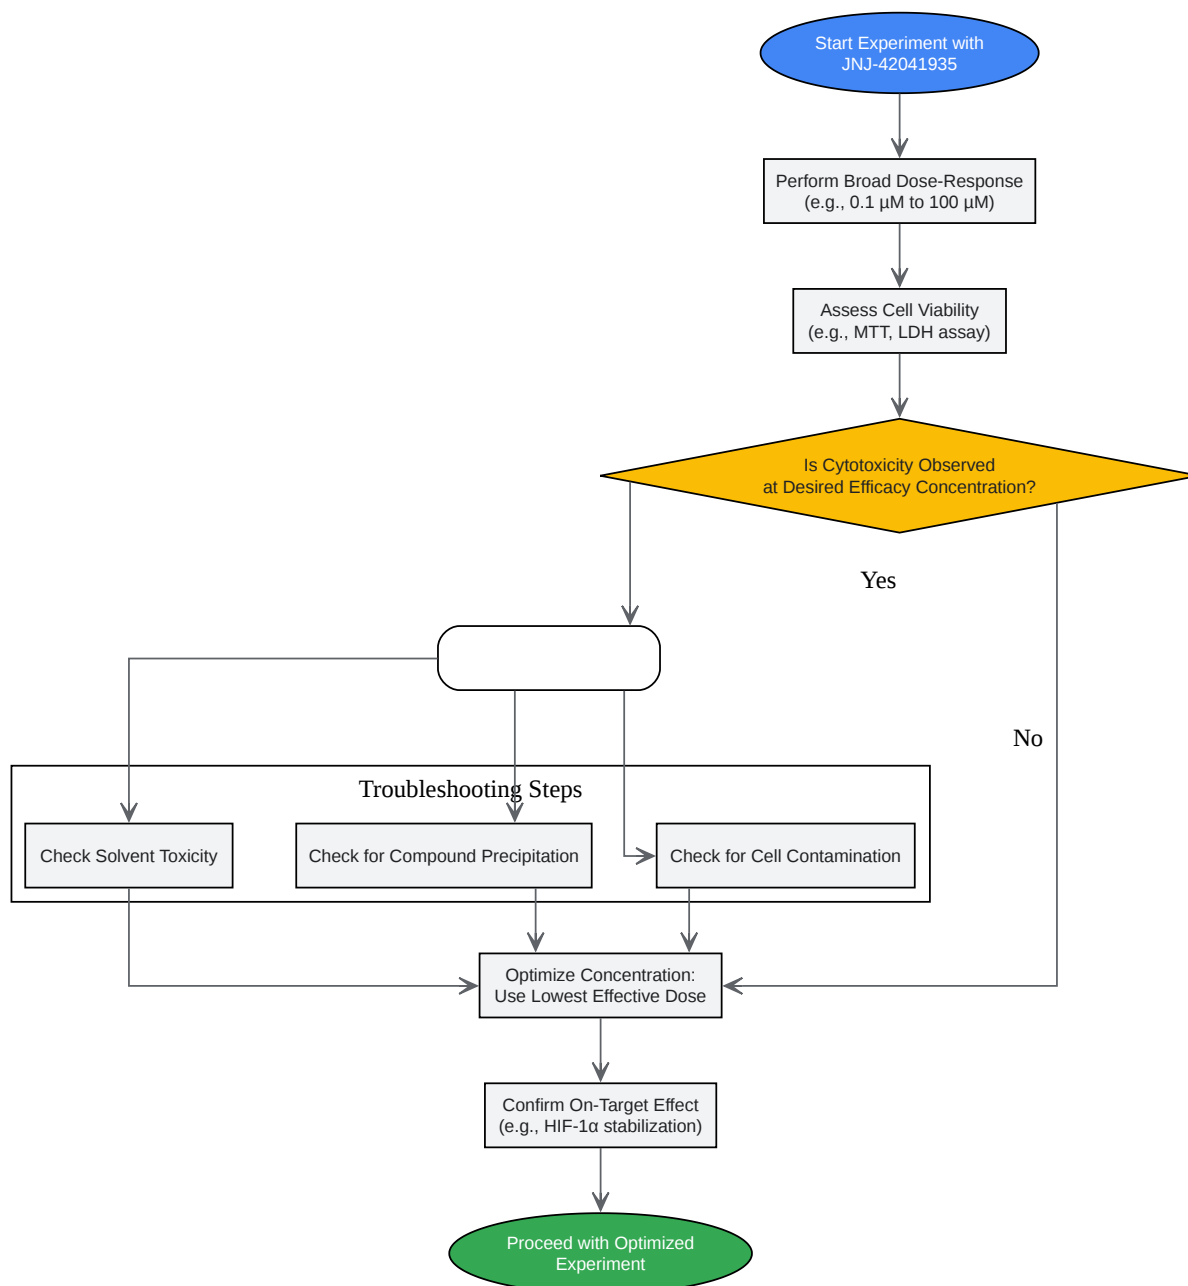 Start Experiment with
JNJ-42041935
Perform Broad Dose-Response
(e.g., 0.1 µM to 100 µM)
Assess Cell Viability
(e.g., MTT, LDH assay)
Is Cytotoxicity Observed
at Desired Efficacy Concentration?
Yes
No
Troubleshooting Steps
Check Solvent Toxicity
Check for Compound Precipitation
Check for Cell Contamination
Optimize Concentration:
Use Lowest Effective Dose
Confirm On-Target Effect
(e.g., HIF-1α stabilization)
Proceed with Optimized
Experiment